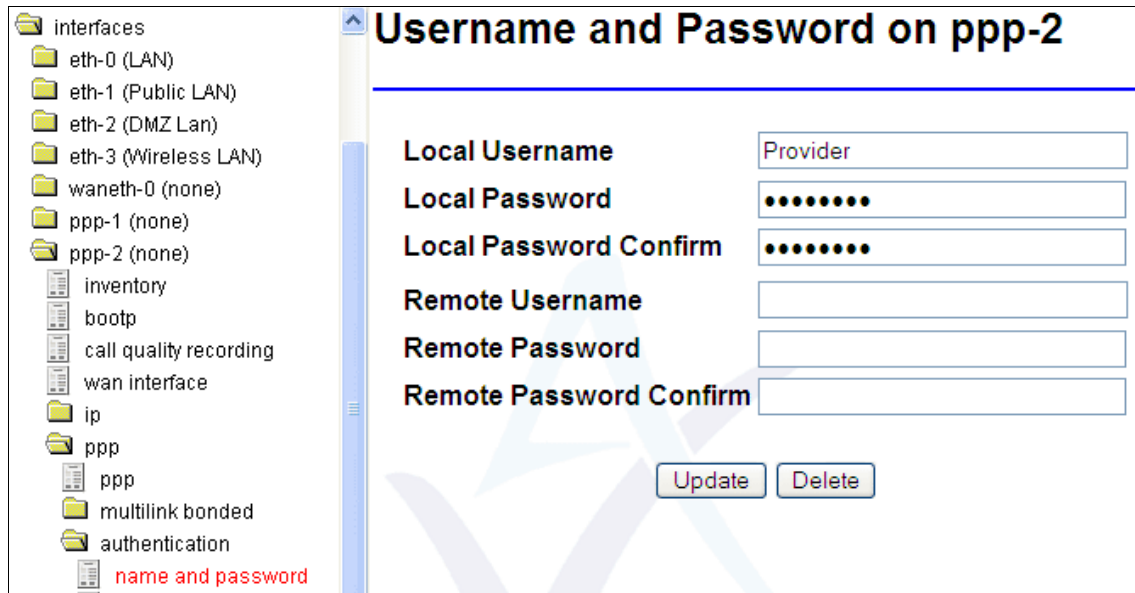 interfaces
eth-0 (LAN)
eth-1 (Public LAN)
eth-2 (DMZ Lan)
eth-3 (Wireless LAN)
waneth-0 (none)
ppp-1 (none)
ppp-2 (none)
inventory
bootp
call quality recording
wan interface
ip
ppp
ppp
multilink bonded
authentication
name and password
Username and Password on ppp-2
Local Username
Provider
Local Password
••••••••
Local Password Confirm
••••••••
Remote Username
Remote Password
Remote Password Confirm
Update Delete